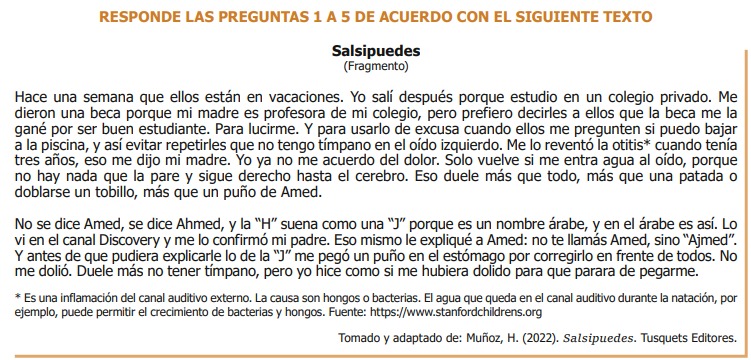 RESPONDE LAS PREGUNTAS 1 A 5 DE ACUERDO CON EL SIGUIENTE TEXTO
Salsipuedes
(Fragmento)
Hace una semana que ellos están en vacaciones. Yo salí después porque estudio en un colegio privado. Me
dieron una beca porque mi madre es profesora de mi colegio, pero prefiero decirles a ellos que la beca me la
gané por ser buen estudiante. Para lucirme. Y para usarlo de excusa cuando ellos me pregunten si puedo bajar
a la piscina, y así evitar repetirles que no tengo tímpano en el oído izquierdo. Me lo reventó la otitis* cuando tenía
tres años, eso me dijo mi madre. Yo ya no me acuerdo del dolor. Solo vuelve si me entra agua al oído, porque
no hay nada que la pare y sigue derecho hasta el cerebro. Eso duele más que todo, más que una patada o
doblarse un tobillo, más que un puño de Amed.
No se dice Amed, se dice Ahmed, y la “H” suena como una “J” porque es un nombre árabe, y en el árabe es así. Lo
vi en el canal Discovery y me lo confirmó mi padre. Eso mismo le expliqué a Amed: no te llamás Amed, sino “Ajmed”.
Y antes de que pudiera explicarle lo de la “J” me pegó un puño en el estómago por corregirlo en frente de todos. No
me dolió. Duele más no tener tímpano, pero yo hice como si me hubiera dolido para que parara de pegarme.
* Es una inflamación del canal auditivo externo. La causa son hongos o bacterias. El agua que queda en el canal auditivo durante la natación, por
ejemplo, puede permitir el crecimiento de bacterias y hongos. Fuente: https://www.stanfordchildrens.org
Tomado y adaptado de: Muñoz, H. (2022). Salsipuedes. Tusquets Editores.